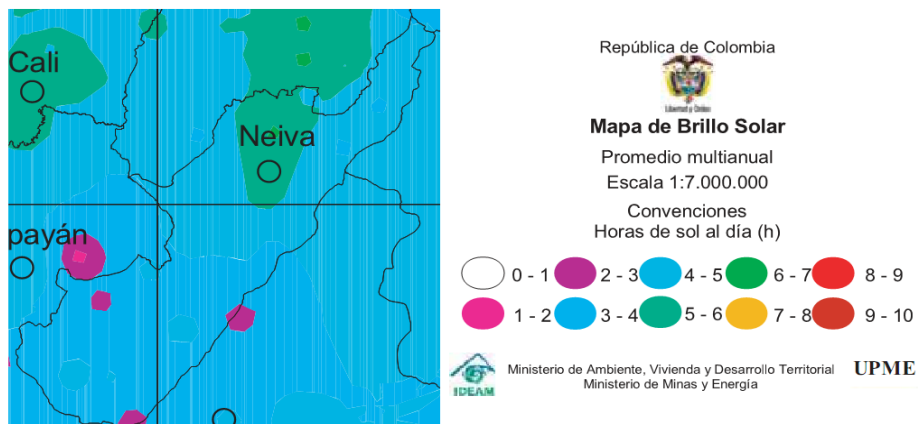 Cali
Neiva
payán
República de Colombia
Libertad y Orden
Mapa de Brillo Solar
Promedio multianual
Escala 1:7.000.000
Convenciones
Horas de sol al día (h)
0 - 1 2 - 3 4 - 5 6 - 7 8 - 9
1 - 2 3 - 4 5 - 6 7 - 8 9 - 10
IDEAM
Ministerio de Ambiente, Vivienda y Desarrollo Territorial
Ministerio de Minas y Energía
UPME